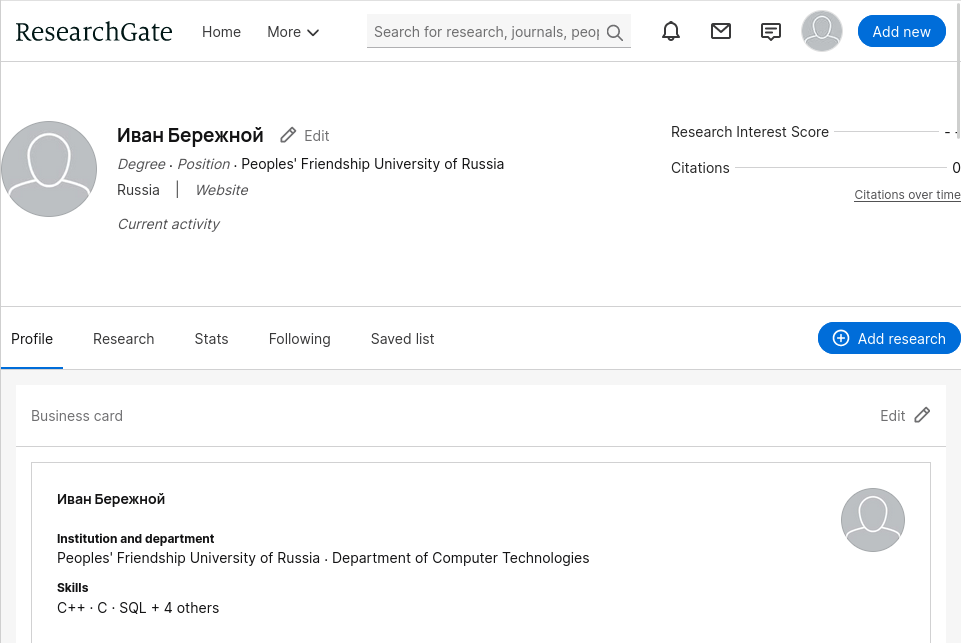 ResearchGate Home More Search for research, journals, peop Add new
Иван Бережной Edit
Degree · Position · Peoples' Friendship University of Russia
Russia | Website
Current activity
Research Interest Score - -
Citations 0
Citations over time
Profile Research Stats Following Saved list Add research
Business card Edit
Иван Бережной
Institution and department
Peoples' Friendship University of Russia · Department of Computer Technologies
Skills
C++ · C · SQL + 4 others